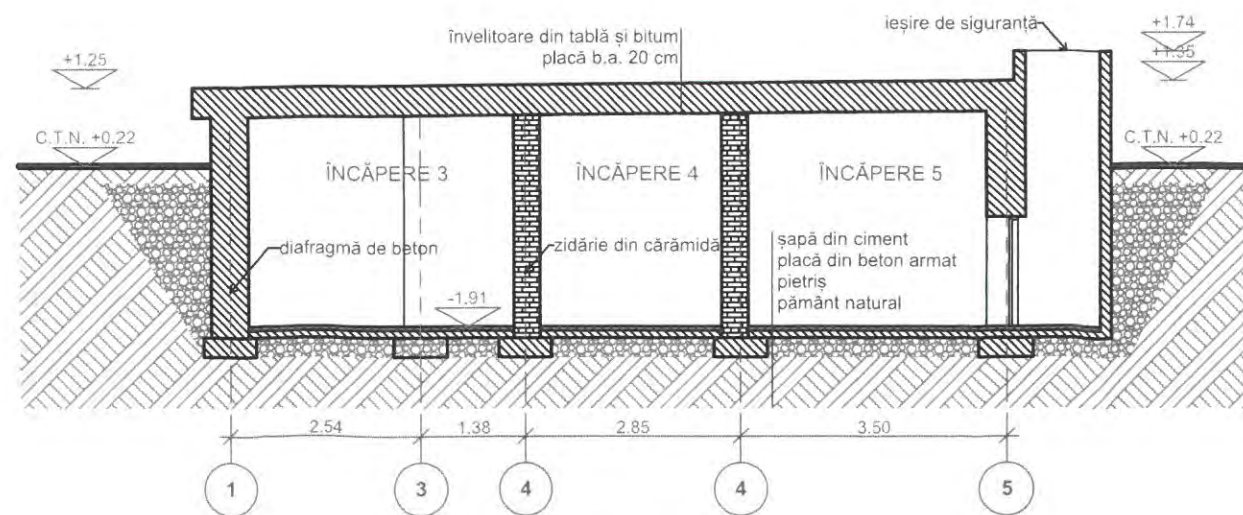 ieșire de siguranță
+1.74
învelitoare din tablă și bitum
placă b.a. 20 cm
+1.25
+1.35
C.T.N. +0.22
C.T.N. +0.22
ÎNCĂPERE 3
ÎNCĂPERE 4
ÎNCĂPERE 5
diafragmă de beton
zidărie din cărămidă
șapă din ciment
placă din beton armat
pietriș
pământ natural
-1.91
2.54
1.38
2.85
3.50
1
3
4
4
5